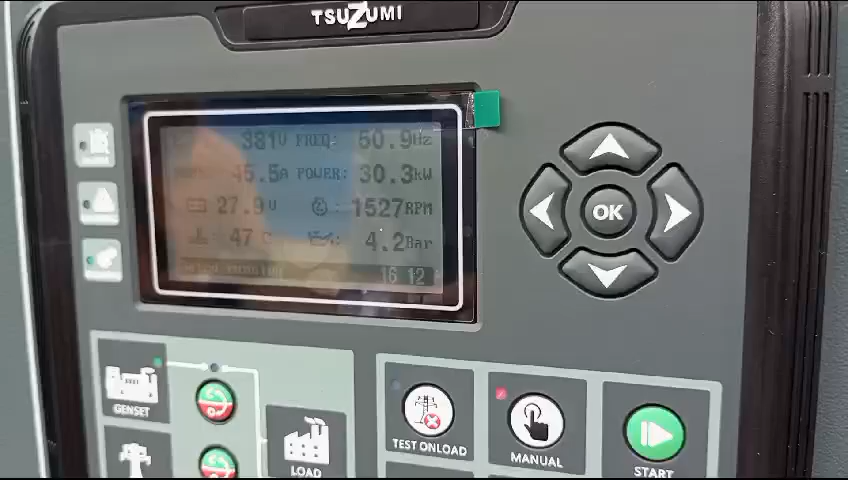 TSUZUMI
381V FREQ: 50.9Hz
45.5A POWER: 30.3kW
27.9V : 1527RPM
47 C : 4.2Bar
16 12
OK
GENSET
LOAD
TEST ONLOAD
MANUAL
START